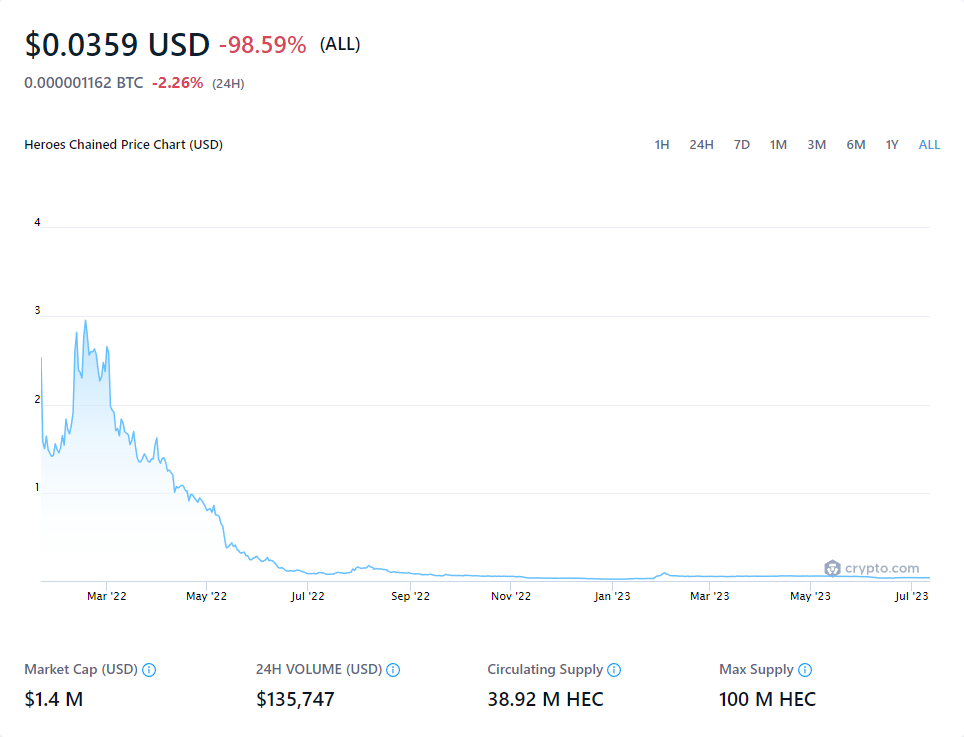 $0.0359 USD -98.59% (ALL)
0.000001162 BTC -2.26% (24H)
Heroes Chained Price Chart (USD) 1H 24H 7D 1M 3M 6M 1Y ALL
4
3
2
1
crypto.com
Mar '22 May '22 Jul '22 Sep '22 Nov '22 Jan '23 Mar '23 May '23 Jul '23
Market Cap (USD) 24H VOLUME (USD) Circulating Supply Max Supply
$1.4 M $135,747 38.92 M HEC 100 M HEC